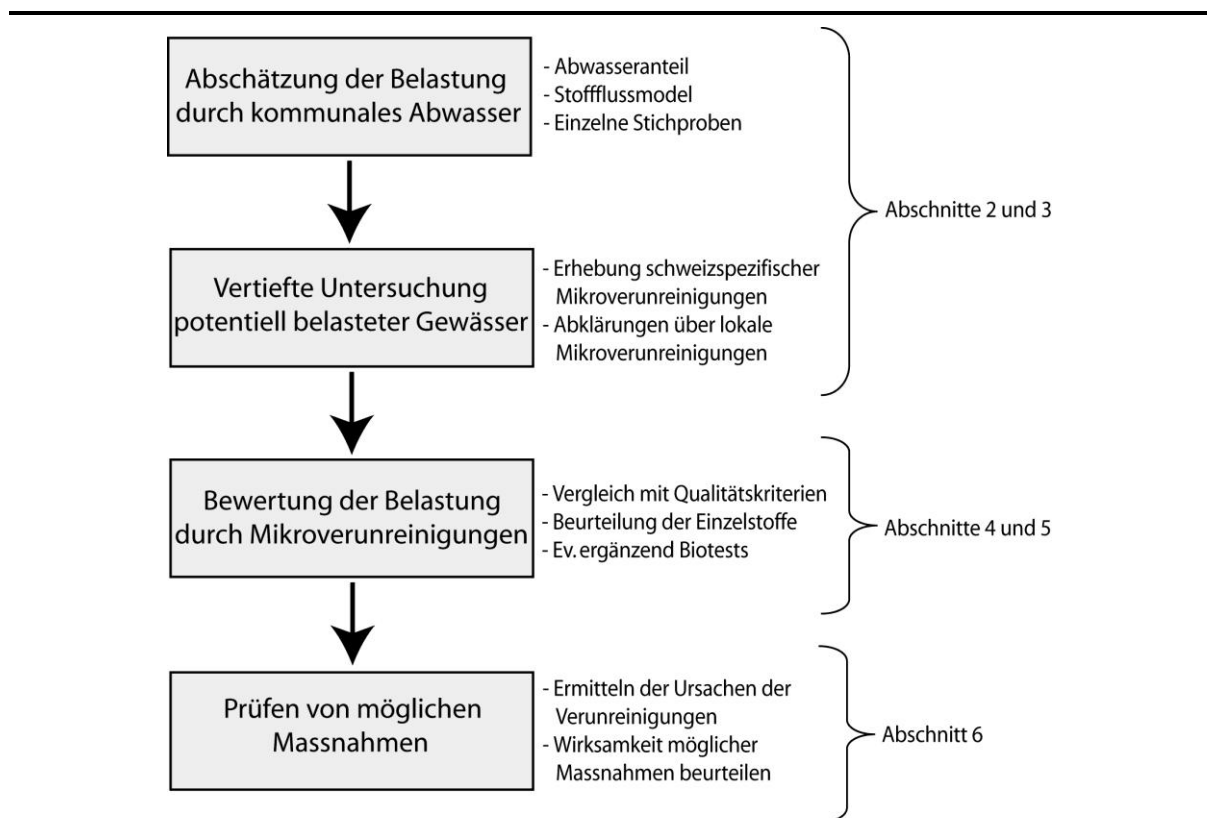 Abschätzung der Belastung
durch kommunales Abwasser
- Abwasseranteil
- Stoffflussmodel
- Einzelne Stichproben
Vertiefte Untersuchung
potentiell belasteter Gewässer
- Erhebung schweizspezifischer
Mikroverunreinigungen
- Abklärungen über lokale
Mikroverunreinigungen
Abschnitte 2 und 3
Bewertung der Belastung
durch Mikroverunreinigungen
- Vergleich mit Qualitätskriterien
- Beurteilung der Einzelstoffe
- Ev. ergänzend Biotests
Abschnitte 4 und 5
Prüfen von möglichen
Massnahmen
- Ermitteln der Ursachen der
Verunreinigungen
- Wirksamkeit möglicher
Massnahmen beurteilen
Abschnitt 6